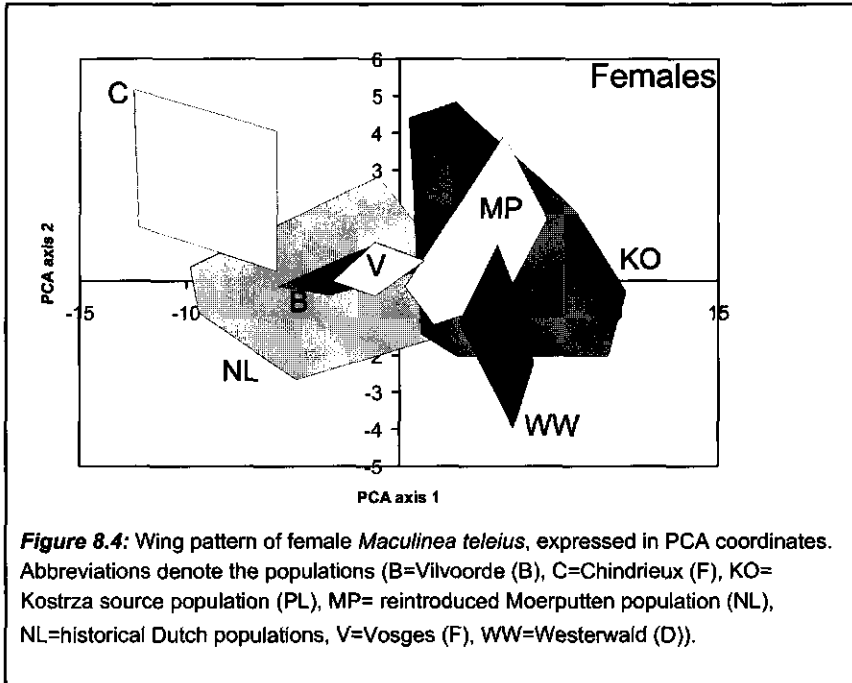 6
C
Females
5
4
3
MP
PCA axis 2
V
KO
B
-15
-10
15
NL
2
-2
-3
WW
-4
-5
PCA axis 1
Figure 8.4: Wing pattern of female Maculinea teleius, expressed in PCA coordinates.
Abbreviations denote the populations (B=Vilvoorde (B), C=Chindrieux (F), KO=
Kostrza source population (PL), MP= reintroduced Moerputten population (NL),
NL=historical Dutch populations, V=Vosges (F), WW=Westerwald (D)).